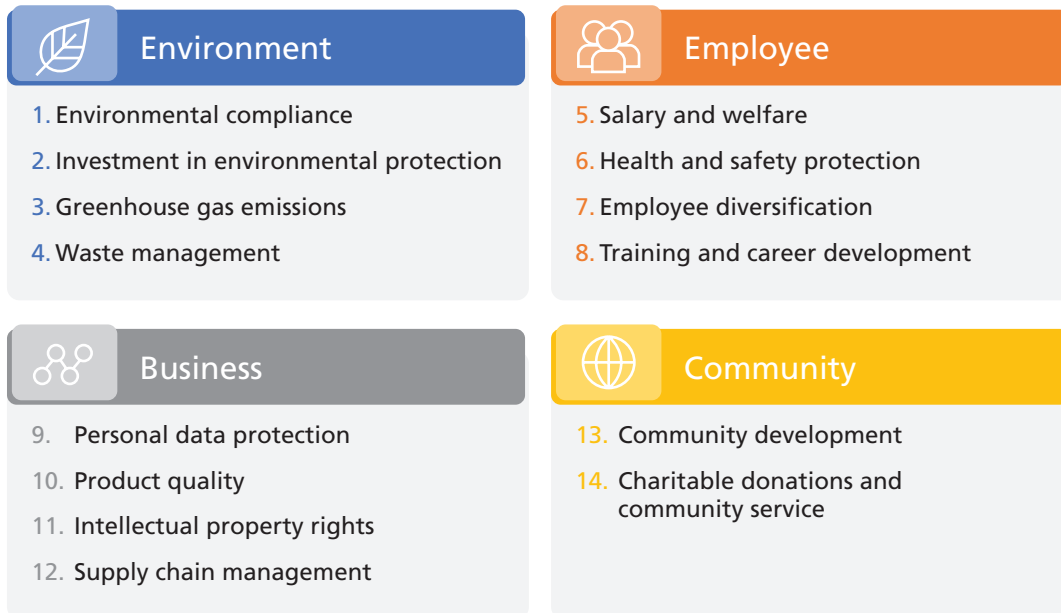 Environment
1. Environmental compliance
2. Investment in environmental protection
3. Greenhouse gas emissions
4. Waste management
Employee
5. Salary and welfare
6. Health and safety protection
7. Employee diversification
8. Training and career development
Business
9. Personal data protection
10. Product quality
11. Intellectual property rights
12. Supply chain management
Community
13. Community development
14. Charitable donations and
community service